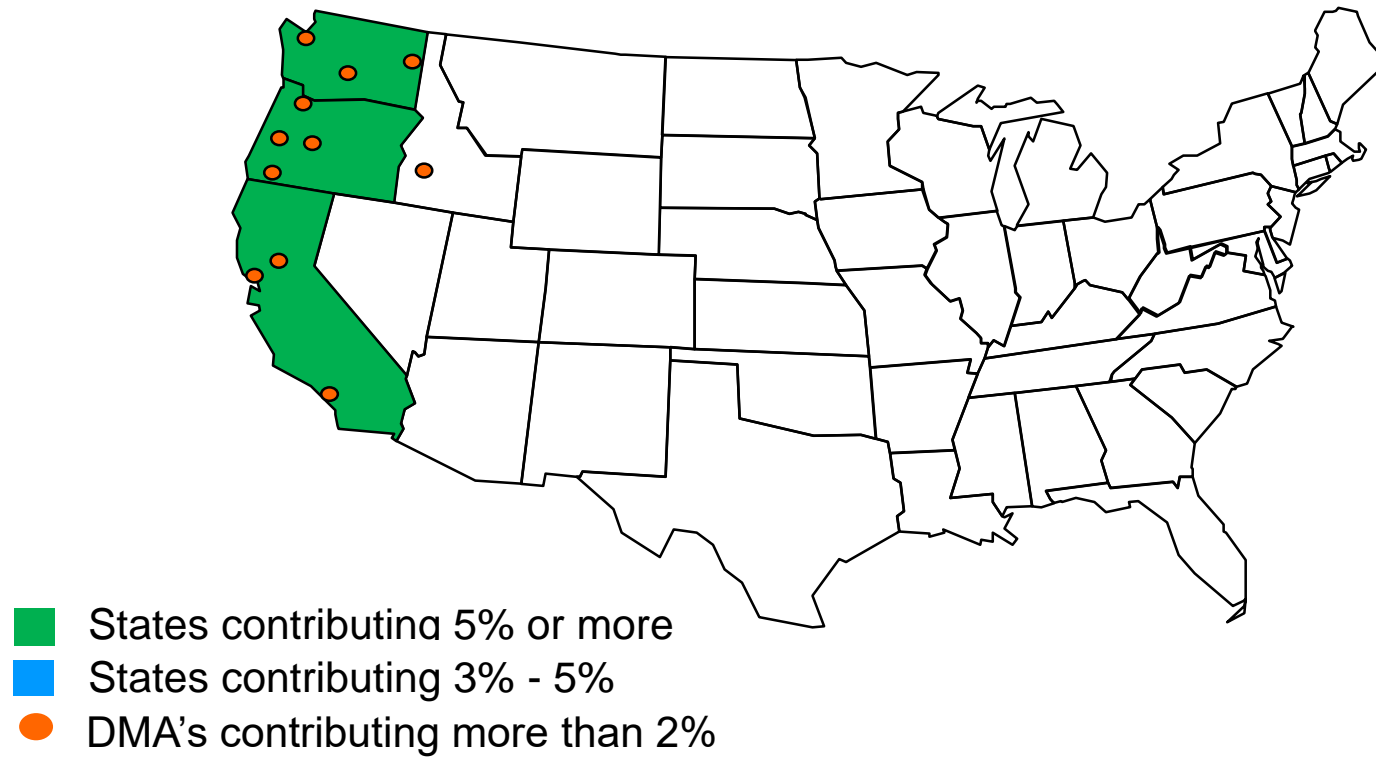 States contributing 5% or more
States contributing 3% - 5%
DMA's contributing more than 2%